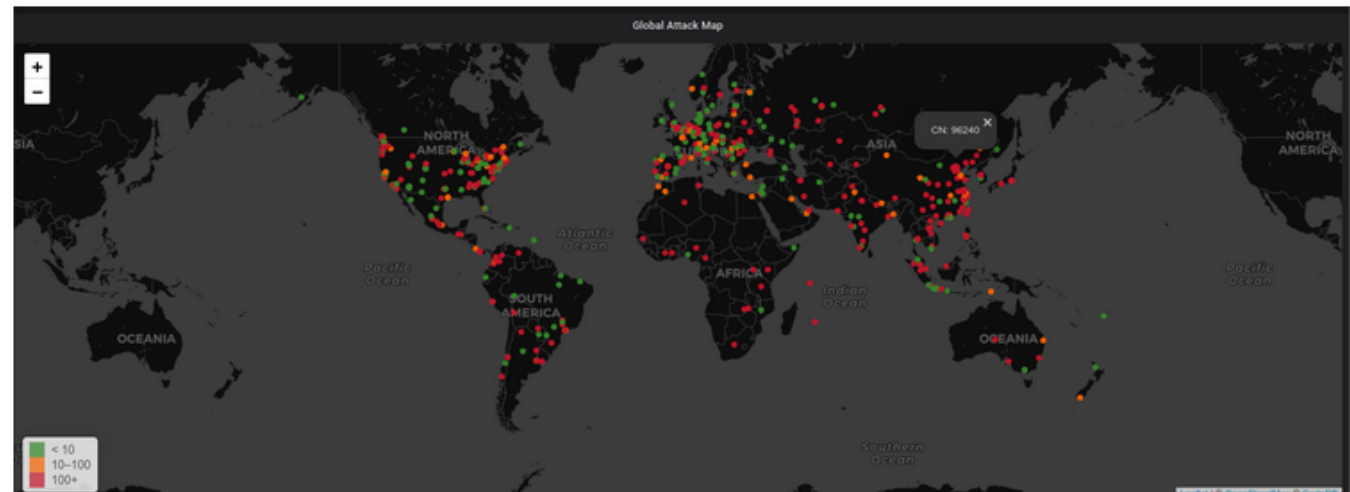 Global Attack Map
+
−
CN: 96240 ×
NORTH
AMERICA
SIA
ASIA
NORTH
AMERICA
Atlantic
Ocean
Pacific
Ocean
AFRICA
Indian
Ocean
Pacific
Ocean
SOUTH
AMERICA
OCEANIA
OCEANIA
Southern
Ocean
< 10
10–100
100+